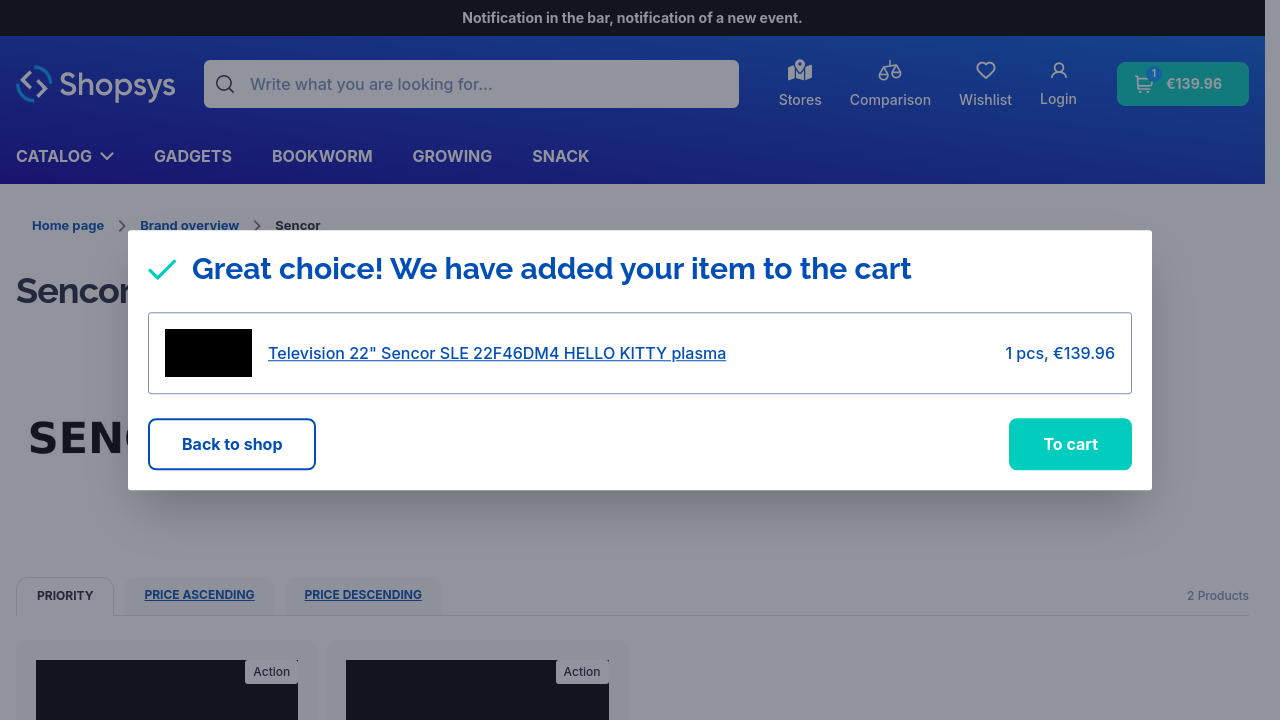 Notification in the bar, notification of a new event.
Shopsys
Write what you are looking for...
Stores
Comparison
Wishlist
Login
1
€139.96
CATALOG
GADGETS
BOOKWORM
GROWING
SNACK
Home page
Brand overview
Sencor
Sencor
Great choice! We have added your item to the cart
Television 22" Sencor SLE 22F46DM4 HELLO KITTY plasma
1 pcs, €139.96
SENC
Back to shop
To cart
PRIORITY
PRICE ASCENDING
PRICE DESCENDING
2 Products
Action
Action